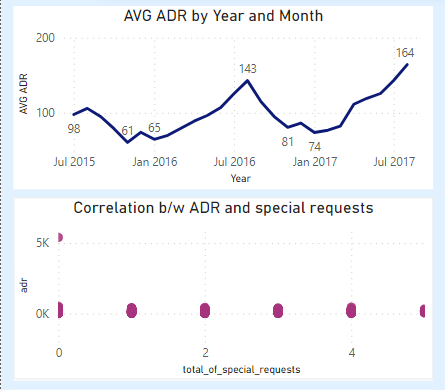 AVG ADR by Year and Month
200
164
143
AVG ADR
100
98
61
65
81
74
Jul 2015
Jan 2016
Jul 2016
Jan 2017
Jul 2017
Year
Correlation b/w ADR and special requests
5K
adr
0K
0
2
4
total_of_special_requests